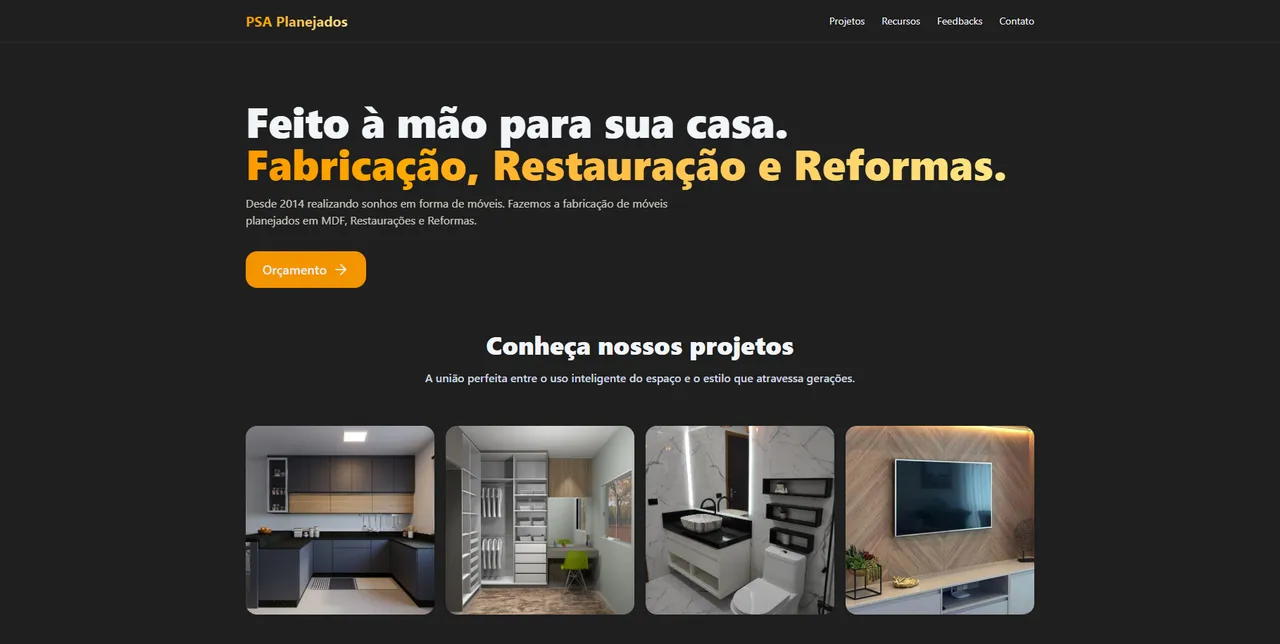 PSA Planejados
Projetos Recursos Feedbacks Contato
Feito à mão para sua casa.
Fabricação, Restauração e Reformas.
Desde 2014 realizando sonhos em forma de móveis. Fazemos a fabricação de móveis
planejados em MDF, Restaurações e Reformas.
Orçamento
Conheça nossos projetos
A união perfeita entre o uso inteligente do espaço e o estilo que atravessa gerações.